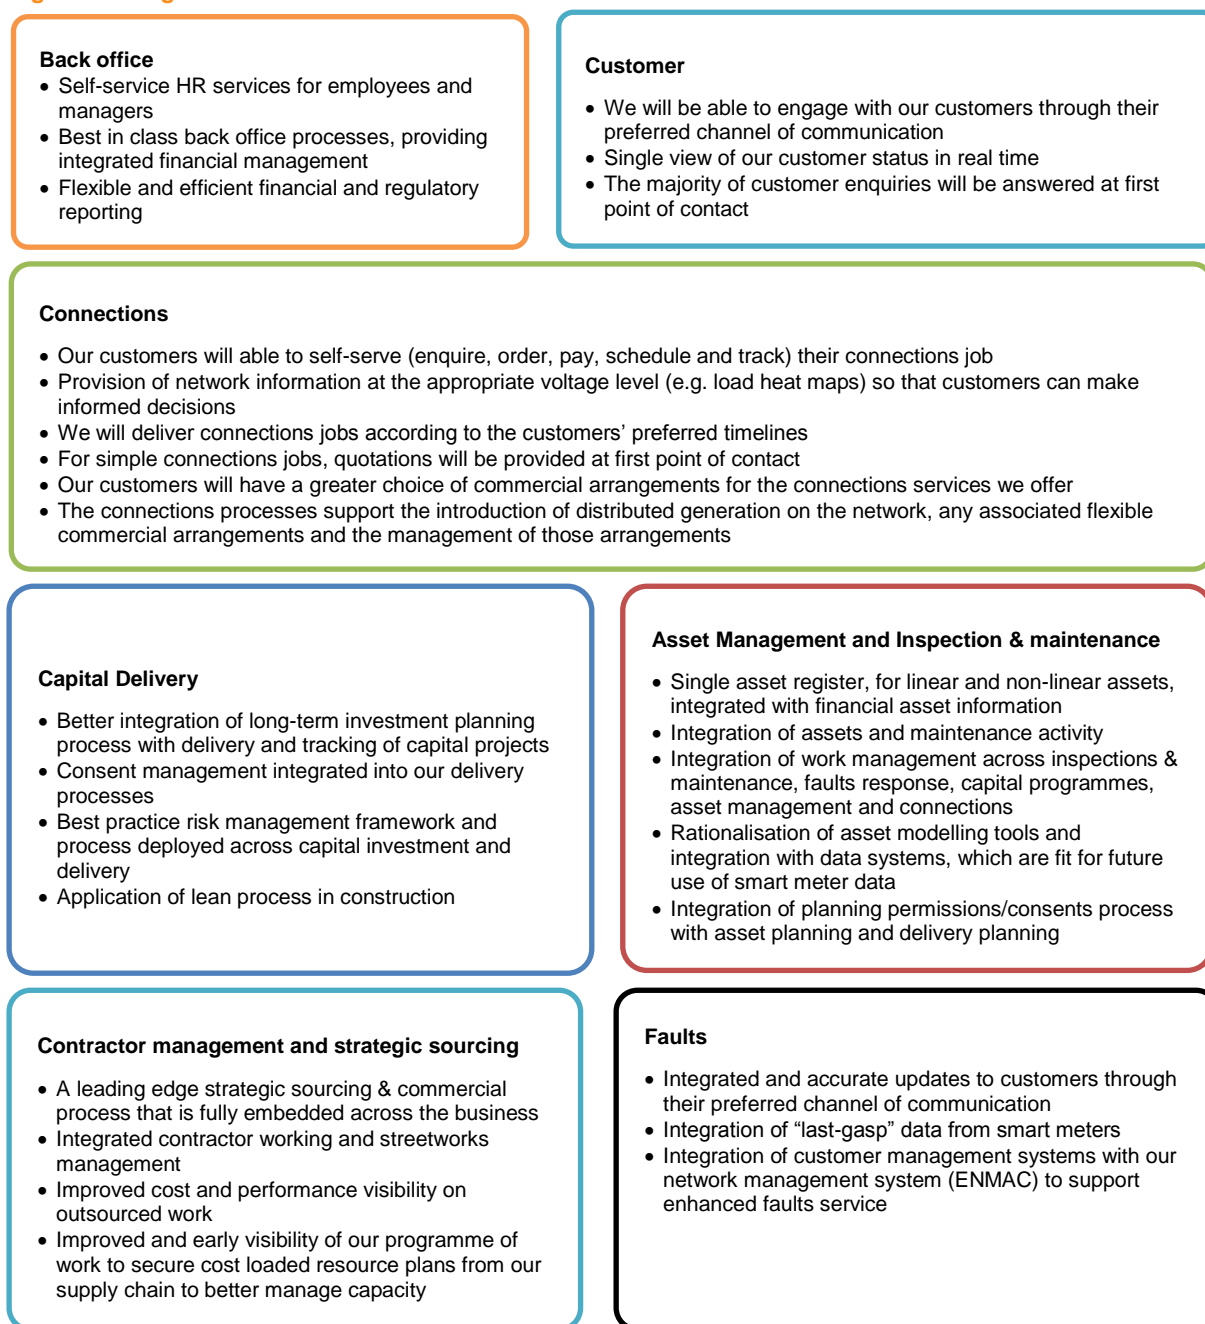 Back office
• Self-service HR services for employees and
managers
• Best in class back office processes, providing
integrated financial management
• Flexible and efficient financial and regulatory
reporting
Customer
• We will be able to engage with our customers through their
preferred channel of communication
• Single view of our customer status in real time
• The majority of customer enquiries will be answered at first
point of contact
Connections
• Our customers will able to self-serve (enquire, order, pay, schedule and track) their connections job
• Provision of network information at the appropriate voltage level (e.g. load heat maps) so that customers can make
informed decisions
• We will deliver connections jobs according to the customers’ preferred timelines
• For simple connections jobs, quotations will be provided at first point of contact
• Our customers will have a greater choice of commercial arrangements for the connections services we offer
• The connections processes support the introduction of distributed generation on the network, any associated flexible
commercial arrangements and the management of those arrangements
Capital Delivery
• Better integration of long-term investment planning
process with delivery and tracking of capital projects
• Consent management integrated into our delivery
processes
• Best practice risk management framework and
process deployed across capital investment and
delivery
• Application of lean process in construction
Asset Management and Inspection & maintenance
• Single asset register, for linear and non-linear assets,
integrated with financial asset information
• Integration of assets and maintenance activity
• Integration of work management across inspections &
maintenance, faults response, capital programmes,
asset management and connections
• Rationalisation of asset modelling tools and
integration with data systems, which are fit for future
use of smart meter data
• Integration of planning permissions/consents process
with asset planning and delivery planning
Contractor management and strategic sourcing
• A leading edge strategic sourcing & commercial
process that is fully embedded across the business
• Integrated contractor working and streetworks
management
• Improved cost and performance visibility on
outsourced work
• Improved and early visibility of our programme of
work to secure cost loaded resource plans from our
supply chain to better manage capacity
Faults
• Integrated and accurate updates to customers through
their preferred channel of communication
• Integration of “last-gasp” data from smart meters
• Integration of customer management systems with our
network management system (ENMAC) to support
enhanced faults service